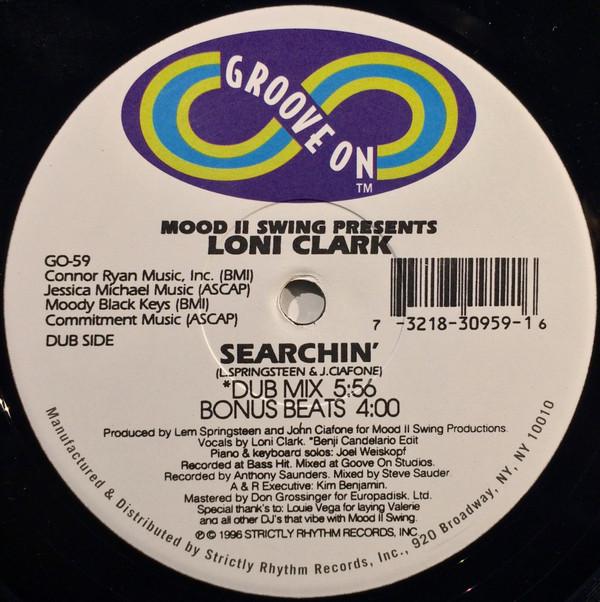 GROOVE ON
TM
MOOD II SWING PRESENTS
LONI CLARK
GO-59
Connor Ryan Music, Inc. (BMI)
Jessica Michael Music (ASCAP)
Moody Black Keys (BMI)
Commitment Music (ASCAP)
DUB SIDE
7 -3218-30959-1 6
SEARCHIN'
(L.SPRINGSTEEN & J.CIAFONE)
*DUB MIX 5:56
BONUS BEATS 4:00
Produced by Lem Springsteen and John Ciafone for Mood II Swing Productions.
Vocals by Loni Clark. *Benji Candelario Edit
Piano & keyboard solos: Joel Weiskopf
Recorded at Bass Hit. Mixed at Goove On Studios.
Recorded by Anthony Saunders. Mixed by Steve Sauder.
A & R Executive: Kim Benjamin.
Mastered by Don Grossinger for Europadisk, Ltd.
Special thank's to: Louie Vega for laying Valerie
and all other DJ's that vibe with Mood II Swing.
℗ © 1996 STRICTLY RHYTHM RECORDS, INC
Manufactured & Distributed by Strictly Rhythm Records, Inc., 920 Broadway, NY, NY 10010